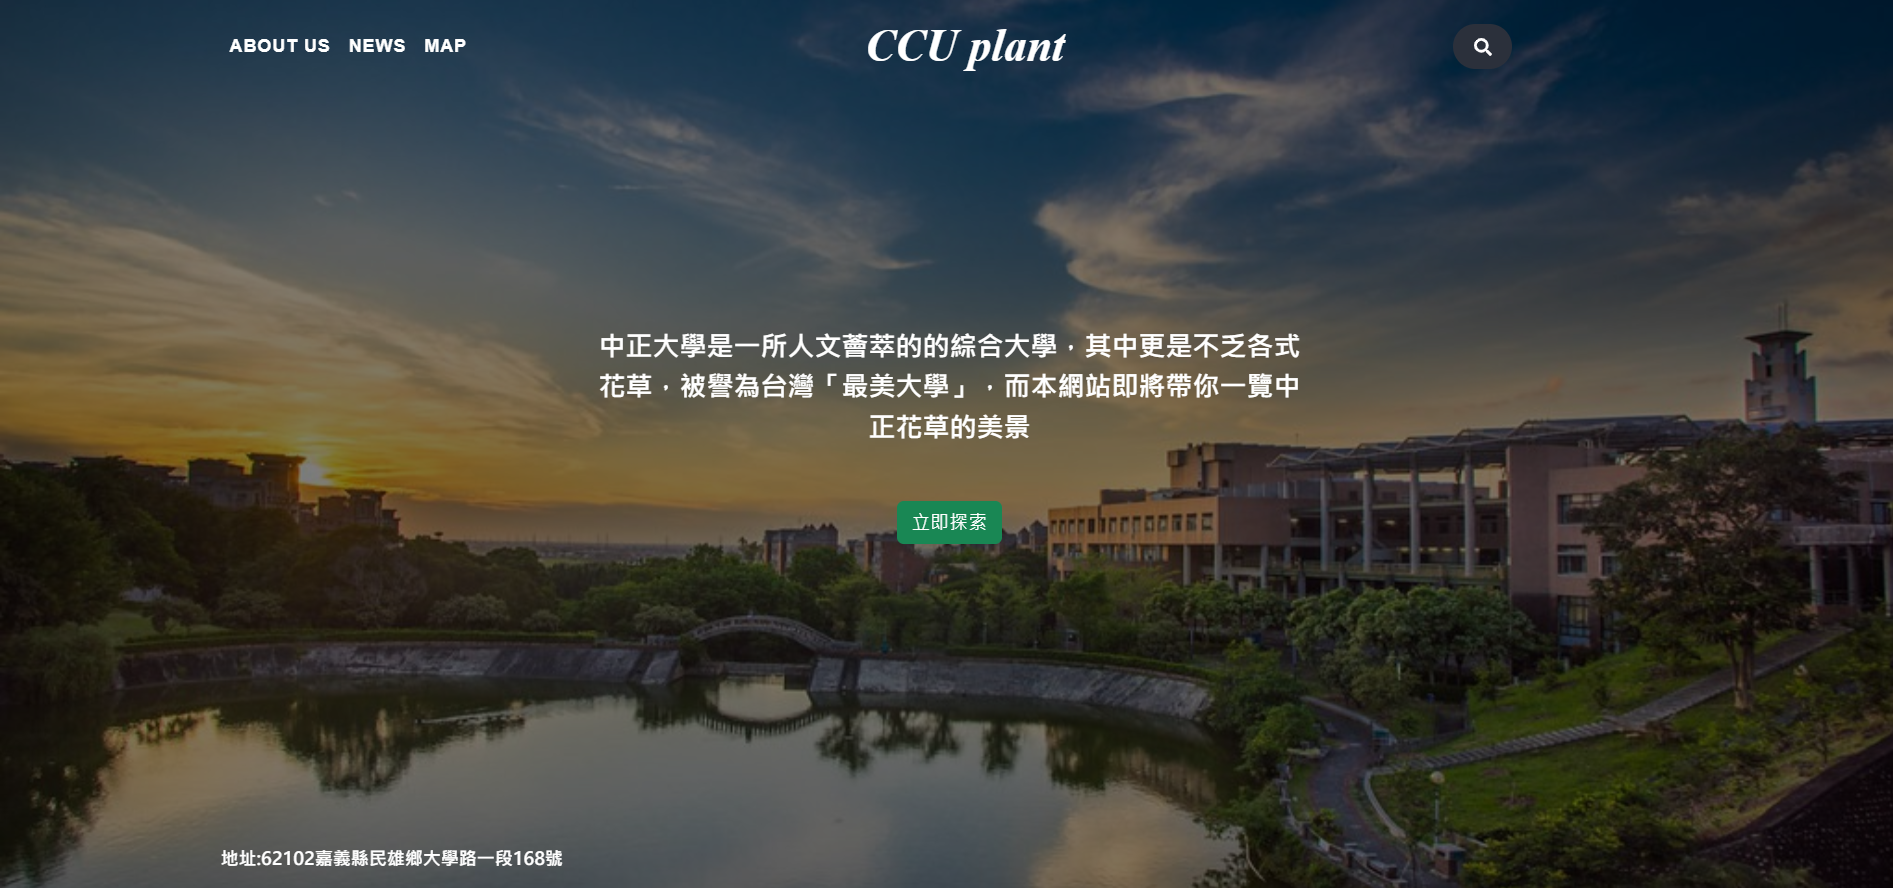 ABOUT US NEWS MAP
CCU plant
中正大學是一所人文薈萃的的綜合大學，其中更是不乏各式
花草，被譽為台灣「最美大學」，而本網站即將帶你一覽中
正花草的美景
立即探索
地址:62102嘉義縣民雄鄉大學路一段168號